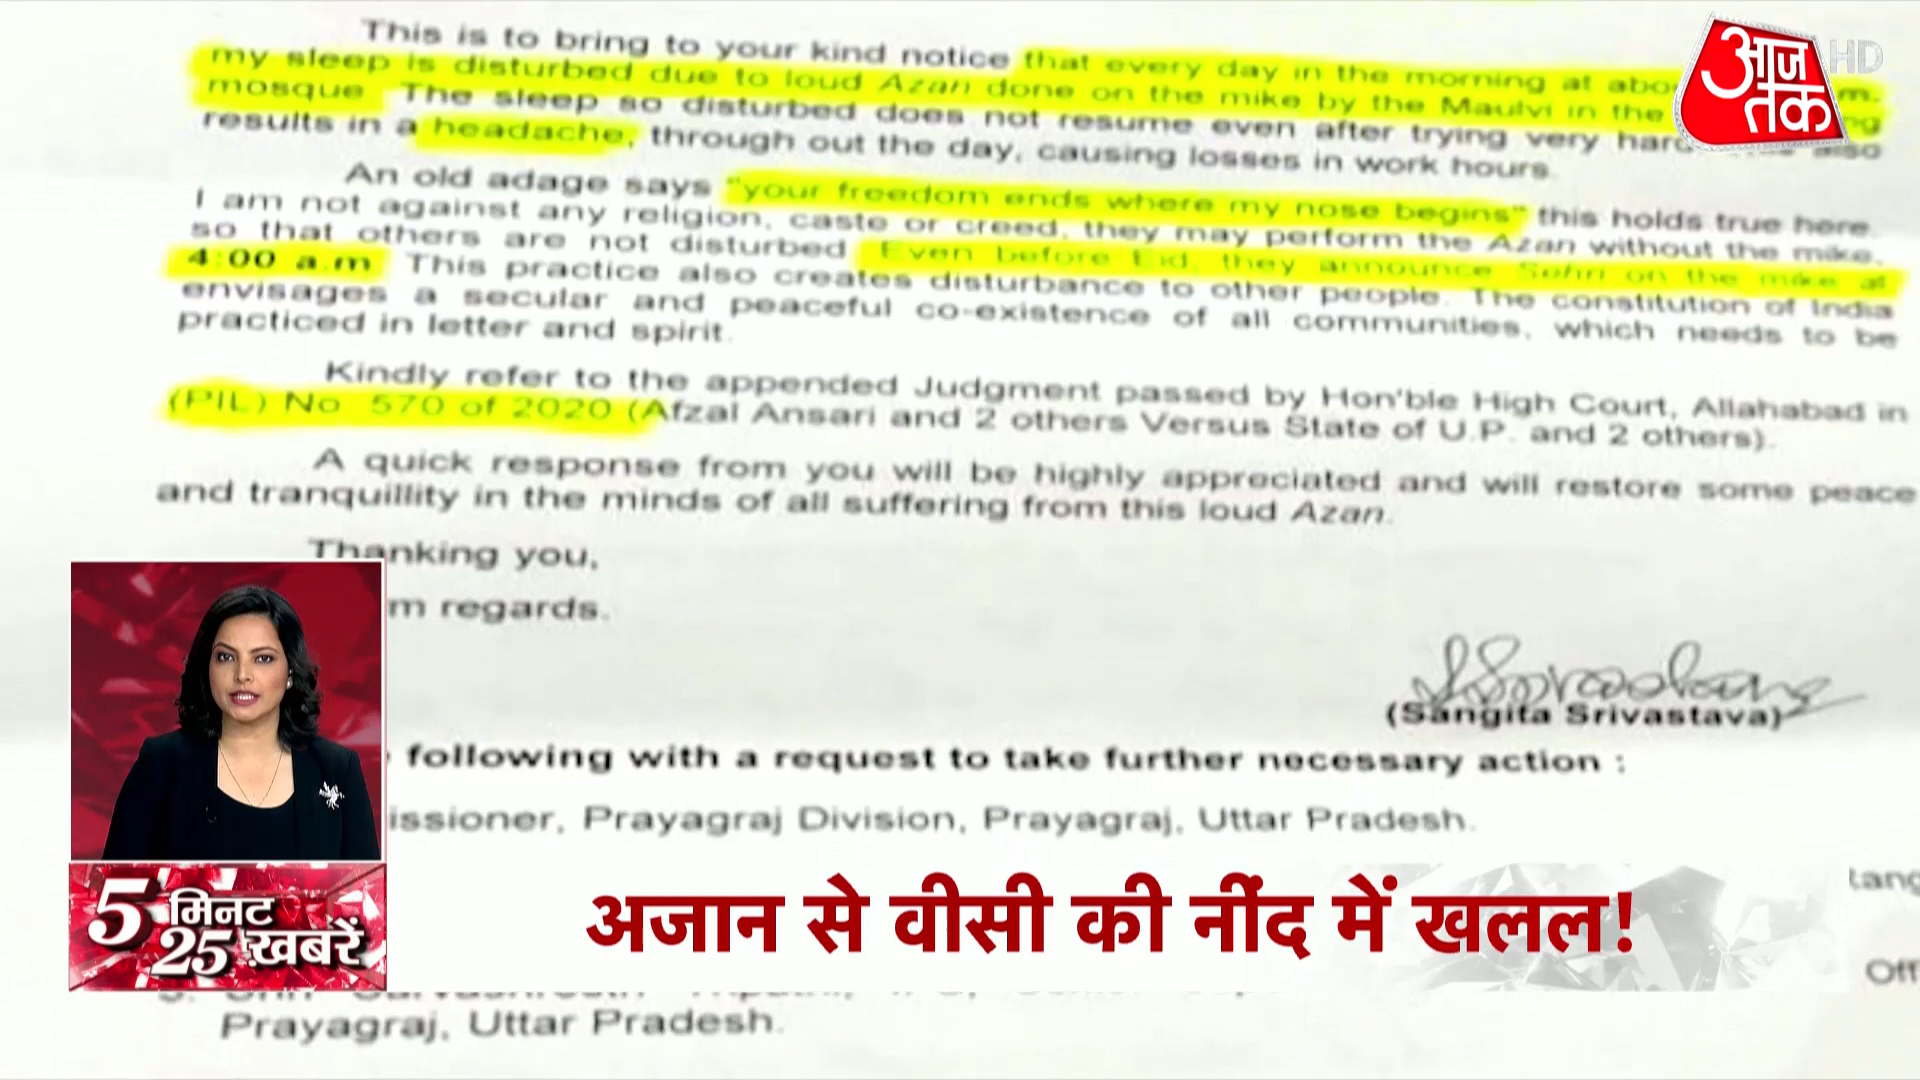 This is to bring to your kind notice that every day in the morning at m.
my sleep is disturbed due to loud Azan done on the mike by the Maulvi in the
mosque. The sleep so disturbed does not resume even after trying very also
results in a headache, through out the day, causing losses in work hours.
An old adage says "your freedom ends where my nose begins" this holds true here.
I am not against any religion, caste or creed, they may perform the Azan without the mike,
so that others are not disturbed. Even before Eid, they announce Sehri on the mike at
4:00 a.m. This practice also creates disturbance to other people. The constitution of India
envisages a secular and peaceful co-existence of all communities, which needs to be
practiced in letter and spirit.
Kindly refer to the appended Judgment passed by Hon'ble High Court, Allahabad in
(PIL) No. 570 of 2020 (Afzal Ansari and 2 others Versus State of U.P. and 2 others).
A quick response from you will be highly appreciated and will restore some peace
and tranquillity in the minds of all suffering from this loud Azan.
Thanking you,
regards.
(Sangita Srivastava)
following with a request to take further necessary action :
Prayagraj Division, Prayagraj, Uttar Pradesh.
Prayagraj, Uttar Pradesh.
आज
तक
HD
5 मिनट
25 ख़बरें
अजान से वीसी की नींद में खलल!